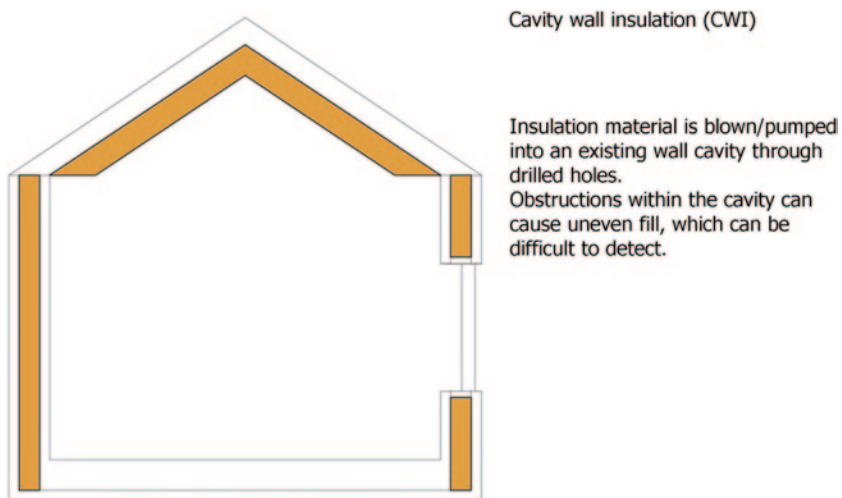 Cavity wall insulation (CWI)
Insulation material is blown/pumped
into an existing wall cavity through
drilled holes.
Obstructions within the cavity can
cause uneven fill, which can be
difficult to detect.